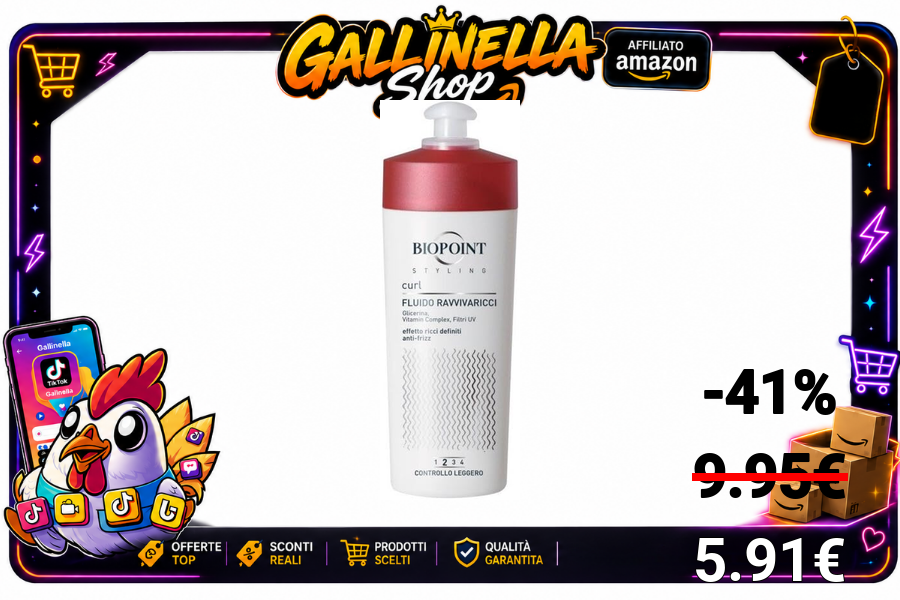 GALLINELLA
Shop
AFFILIATO
amazon
BIOPOINT
STYLING
curl
FLUIDO RAVVIVARICCI
Glicerina,
Vitamin Complex, Filtri UV
effetto ricci definiti
anti-frizz
1 2 3 4
CONTROLLO LEGGERO
Gallinella
TikTok
Gallinella
-41%
9.95€
5.91€
OFFERTE
TOP
SCONTI
REALI
PRODOTTI
SCELTI
QUALITÀ
GARANTITA